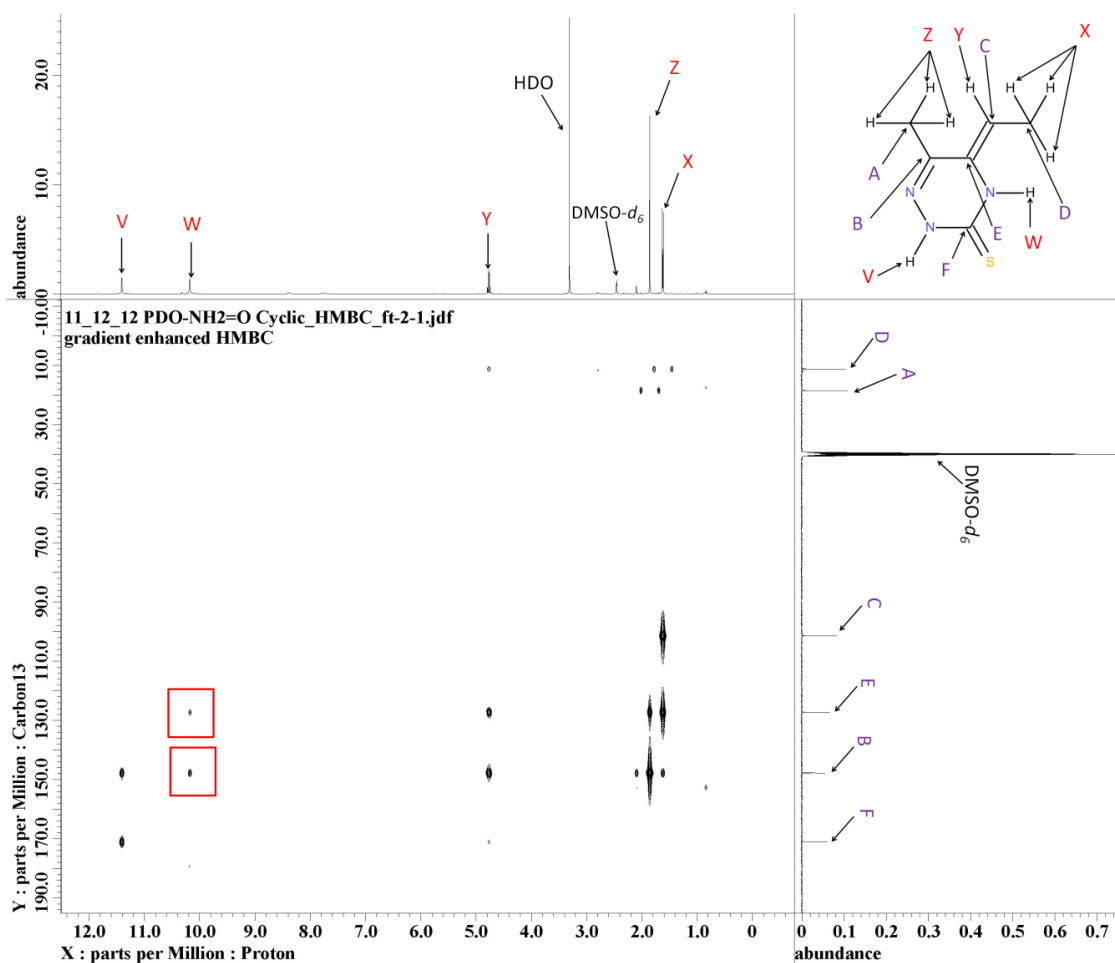 abundance
20.0
10.0
HDO
DMSO-d6
Z
X
V
W
Y
Z
Y
C
X
H
H
H
H
H
H
H
A
B
N
N
N
H
H
S
E
F
D
W
V
11_12_12 PDO-NH2=O Cyclic_HMBC_ft-2-1.jdf
gradient enhanced HMBC
Y : parts per Million : Carbon13
-10.00
10.0
30.0
50.0
70.0
90.0
110.0
130.0
150.0
170.0
190.0
D
A
DMSO-d6
C
E
B
F
12.0 11.0 10.0 9.0 8.0 7.0 6.0 5.0 4.0 3.0 2.0 1.0 0
X : parts per Million : Proton
0 0.1 0.2 0.3 0.4 0.5 0.6 0.7
abundance